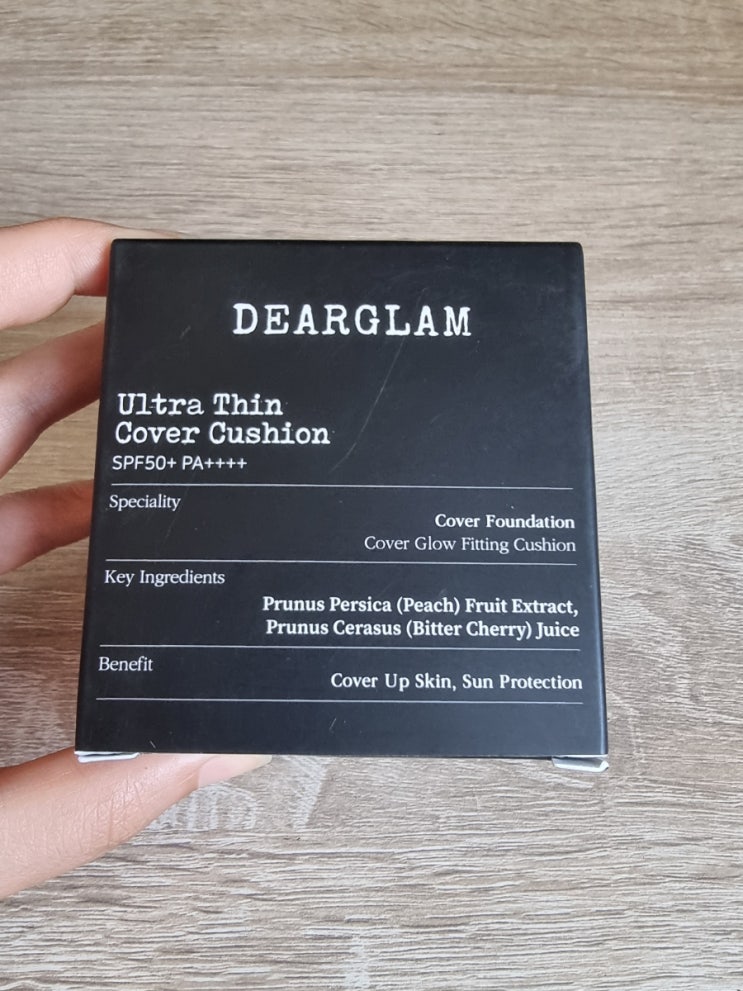 DEARGLAM
Ultra Thin
Cover Cushion
SPF50+ PA++++
Speciality
Cover Foundation
Cover Glow Fitting Cushion
Key Ingredients
Prunus Persica (Peach) Fruit Extract,
Prunus Cerasus (Bitter Cherry) Juice
Benefit
Cover Up Skin, Sun Protection